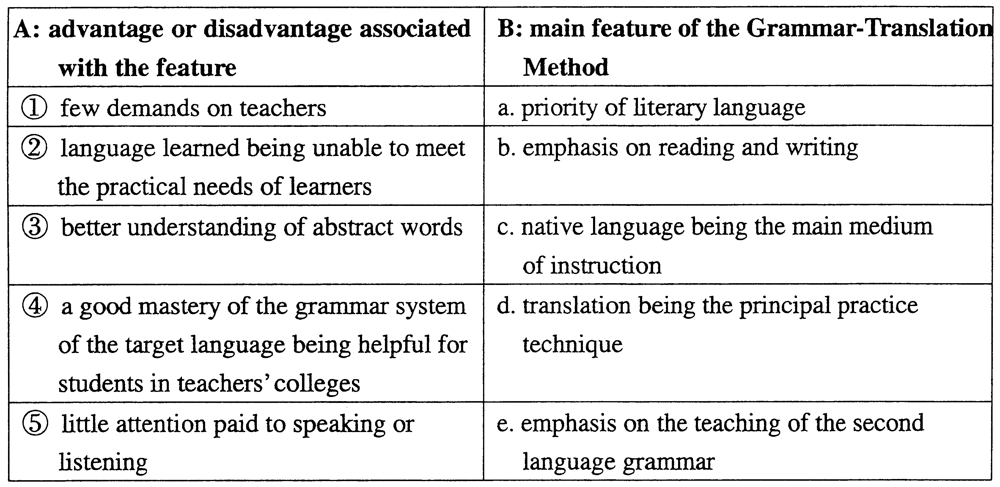 A: advantage or disadvantage associated
with the feature
B: main feature of the Grammar-Translation
Method
① few demands on teachers
a. priority of literary language
② language learned being unable to meet
the practical needs of learners
b. emphasis on reading and writing
③ better understanding of abstract words
c. native language being the main medium
of instruction
④ a good mastery of the grammar system
of the target language being helpful for
students in teachers’ colleges
d. translation being the principal practice
technique
⑤ little attention paid to speaking or
listening
e. emphasis on the teaching of the second
language grammar